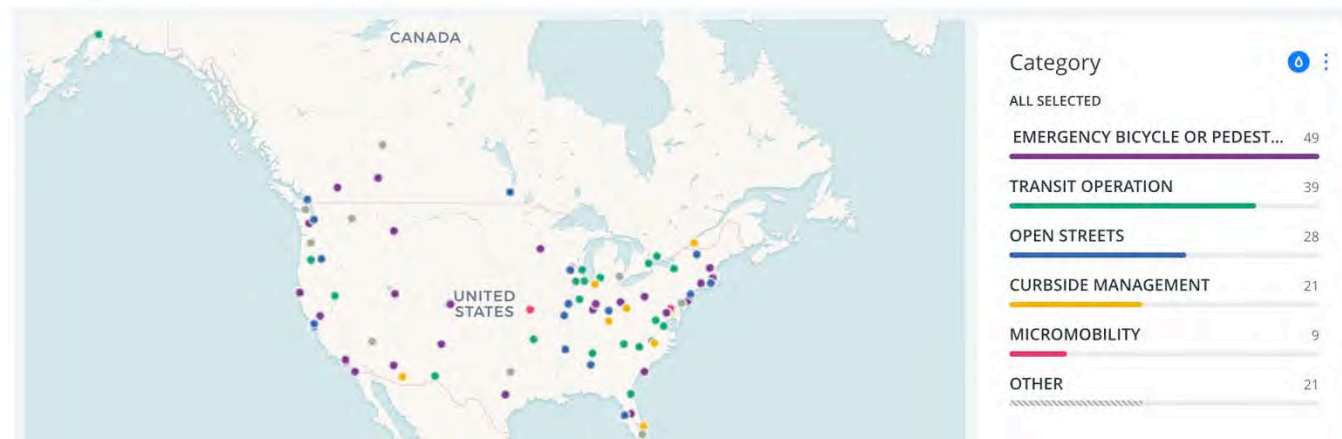 CANADA
UNITED
STATES
Category
ALL SELECTED
EMERGENCY BICYCLE OR PEDEST... 49
TRANSIT OPERATION 39
OPEN STREETS 28
CURBSIDE MANAGEMENT 21
MICROMOBILITY 9
OTHER 21